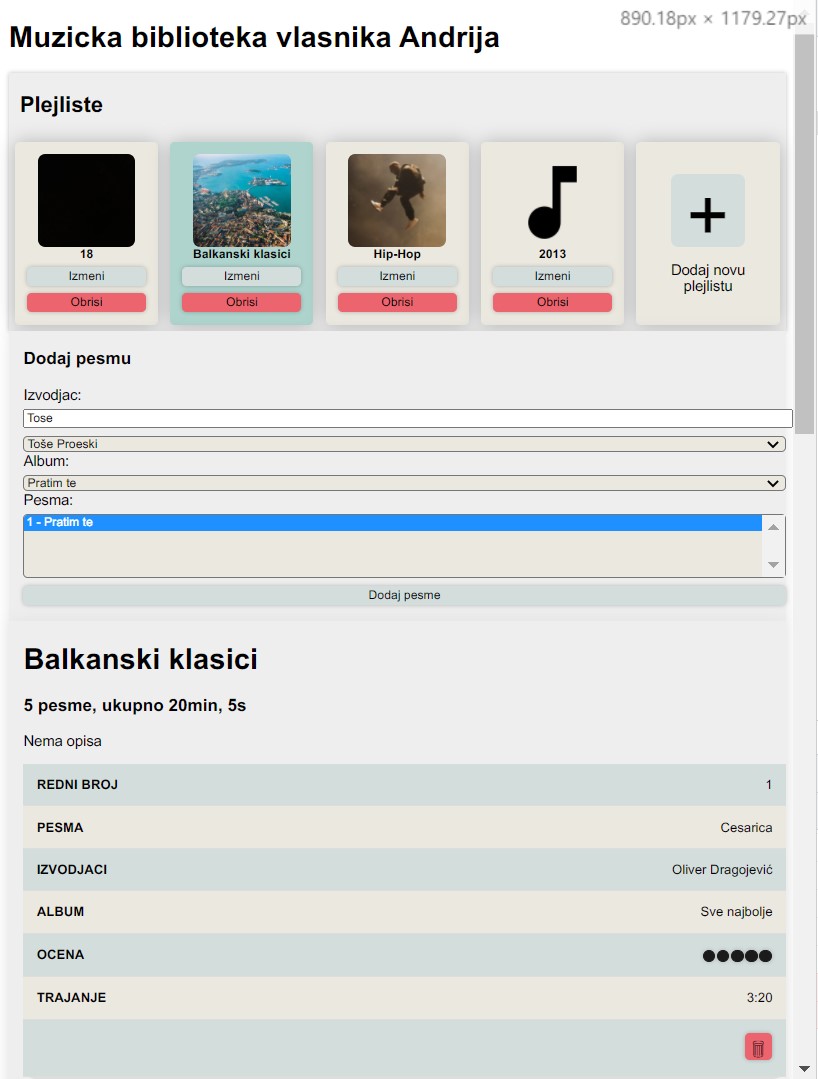 890.18px × 1179.27px
Muzicka biblioteka vlasnika Andrija
Plejliste
18
Izmeni
Obrisi
Balkanski klasici
Izmeni
Obrisi
Hip-Hop
Izmeni
Obrisi
2013
Izmeni
Obrisi
Dodaj novu
plejlistu
Dodaj pesmu
Izvodjac:
Tose
Toše Proeski
Album:
Pratim te
Pesma:
1 - Pratim te
Dodaj pesme
Balkanski klasici
5 pesme, ukupno 20min, 5s
Nema opisa
REDNI BROJ 1
PESMA Cesarica
IZVODJACI Oliver Dragojević
ALBUM Sve najbolje
OCENA
TRAJANJE 3:20